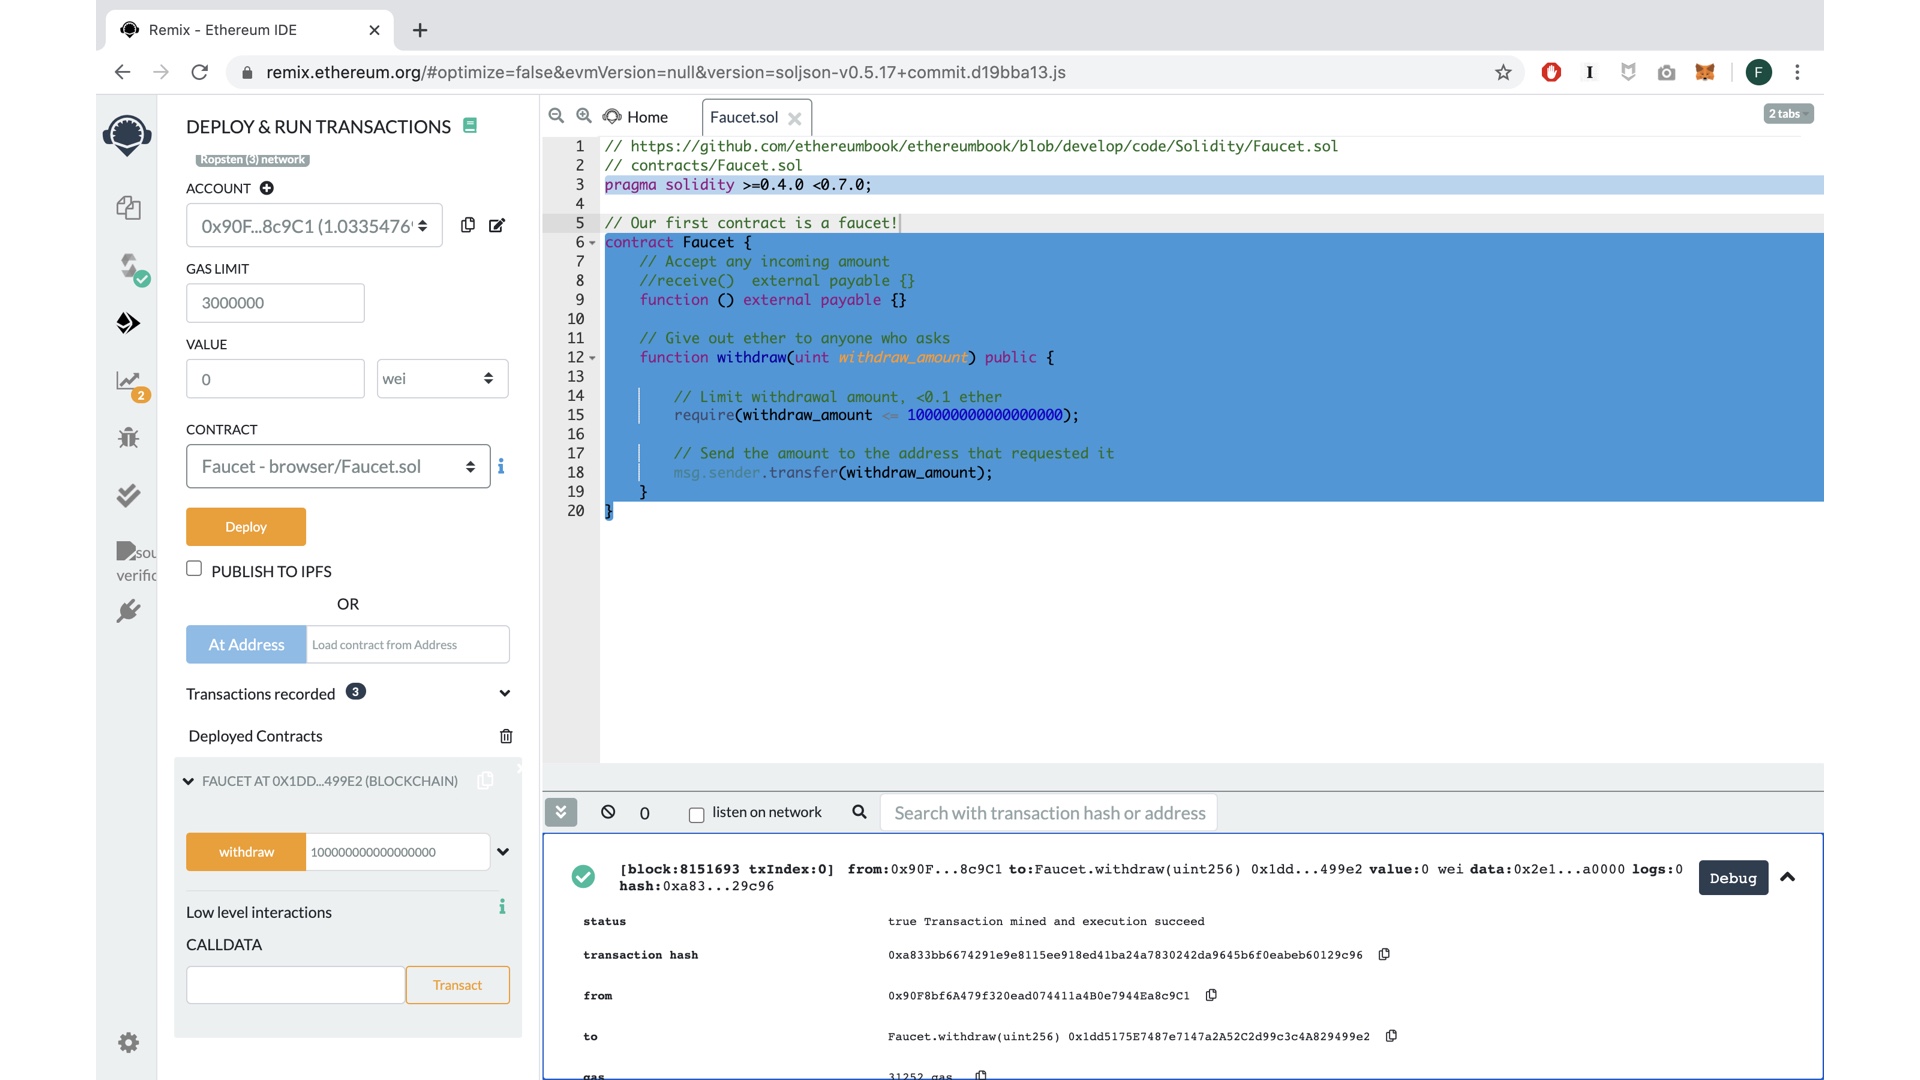 Remix - Ethereum IDE
remix.ethereum.org/#optimize=false&evmVersion=null&version=soljson-v0.5.17+commit.d19bba13.js
F
DEPLOY & RUN TRANSACTIONS
Ropsten (3) network
ACCOUNT
0x90F...8c9C1 (1.0335476
GAS LIMIT
3000000
VALUE
0
wei
CONTRACT
Faucet - browser/Faucet.sol
Deploy
PUBLISH TO IPFS
OR
At Address
Load contract from Address
Transactions recorded 3
Deployed Contracts
FAUCET AT 0X1DD...499E2 (BLOCKCHAIN)
withdraw
100000000000000000
Low level interactions
CALLDATA
Transact
2
sou
verific
Home
Faucet.sol
2 tabs
1 // https://github.com/ethereumbook/ethereumbook/blob/develop/code/Solidity/Faucet.sol
2 // contracts/Faucet.sol
3 pragma solidity >=0.4.0 <0.7.0;
4
5 // Our first contract is a faucet!
6 contract Faucet {
7 // Accept any incoming amount
8 //receive() external payable {}
9 function () external payable {}
10
11 // Give out ether to anyone who asks
12 function withdraw(uint withdraw_amount) public {
13
14 // Limit withdrawal amount, <0.1 ether
15 require(withdraw_amount <= 100000000000000000);
16
17 // Send the amount to the address that requested it
18 msg.sender.transfer(withdraw_amount);
19 }
20 }
0
listen on network
Search with transaction hash or address
[block:8151693 txIndex:0] from:0x90F...8c9C1 to:Faucet.withdraw(uint256) 0x1dd...499e2 value:0 wei data:0x2e1...a0000 logs:0
hash:0xa83...29c96
Debug
status true Transaction mined and execution succeed
transaction hash 0xa833bb6674291e9e8115ee918ed41ba24a7830242da9645b6f0eabeb60129c96
from 0x90F8bf6A479f320ead074411a4B0e7944Ea8c9C1
to Faucet.withdraw(uint256) 0x1dd5175E7487e7147a2A52C2d99c3c4A829499e2
gas 31252 gas